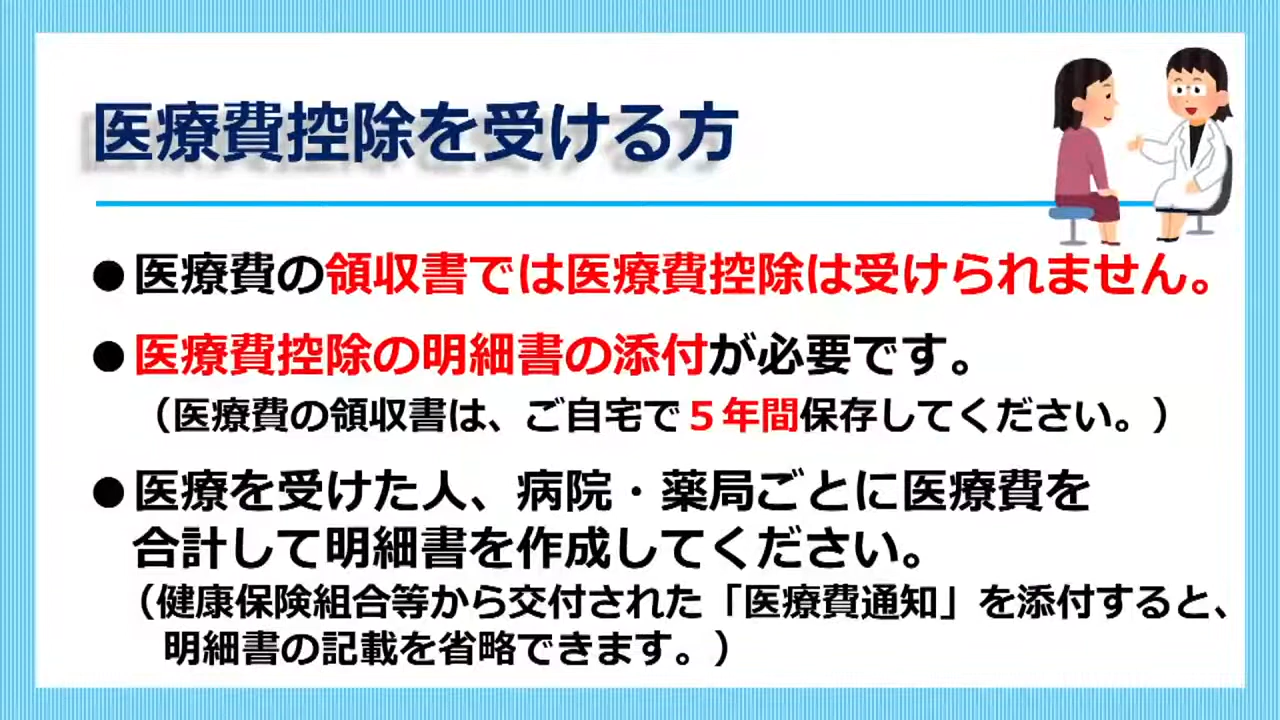 医療費控除を受ける方
●医療費の領収書では医療費控除は受けられません。
●医療費控除の明細書の添付が必要です。
（医療費の領収書は、ご自宅で５年間保存してください。）
●医療を受けた人、病院・薬局ごとに医療費を
合計して明細書を作成してください。
（健康保険組合等から交付された「医療費通知」を添付すると、
明細書の記載を省略できます。）